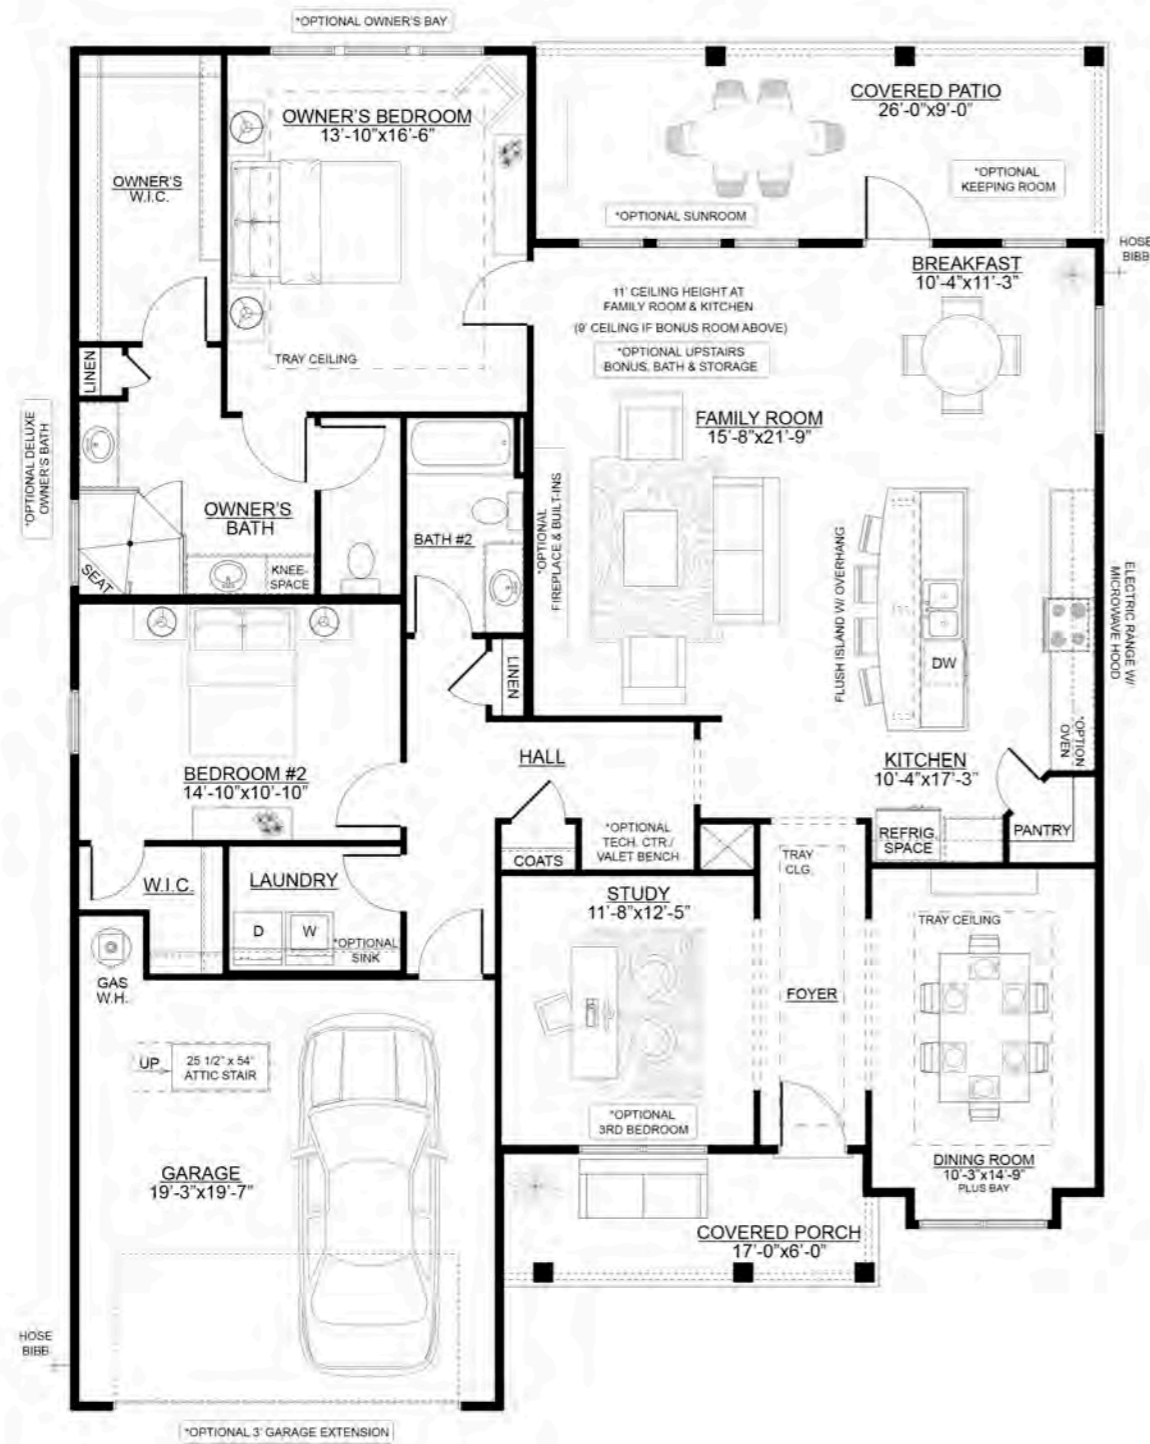 *OPTIONAL OWNER'S BAY
OWNER'S BEDROOM
13'-10"x16'-6"
COVERED PATIO
26'-0"x9'-0"
OWNER'S
W.I.C.
*OPTIONAL
KEEPING ROOM
*OPTIONAL SUNROOM
HOSE
BIBB
BREAKFAST
10'-4"x11'-3"
11' CEILING HEIGHT AT
FAMILY ROOM & KITCHEN
(9' CEILING IF BONUS ROOM ABOVE)
*OPTIONAL UPSTAIRS
BONUS, BATH & STORAGE
TRAY CEILING
LINEN
*OPTIONAL DELUXE
OWNER'S BATH
FAMILY ROOM
15'-8"x21'-9"
*OPTIONAL
FIREPLACE & BUILT-INS
OWNER'S
BATH
BATH #2
SEAT
KNEE-
SPACE
FLUSH ISLAND W/ OVERHANG
ELECTRIC RANGE W/
MICROWAVE HOOD
DW
LINEN
*OPTION
OVEN
HALL
KITCHEN
10'-4"x17'-3"
BEDROOM #2
14'-10"x10'-10"
*OPTIONAL
TECH. CTR./
VALET BENCH
REFRIG.
SPACE
PANTRY
COATS
TRAY
CLG.
W.I.C.
LAUNDRY
STUDY
11'-8"x12'-5"
TRAY CEILING
D
W
*OPTIONAL
SINK
GAS
W.H.
FOYER
UP
25 1/2" x 54"
ATTIC STAIR
*OPTIONAL
3RD BEDROOM
GARAGE
19'-3"x19'-7"
DINING ROOM
10'-3"x14'-9"
PLUS BAY
COVERED PORCH
17'-0"x6'-0"
HOSE
BIBB
*OPTIONAL 3' GARAGE EXTENSION